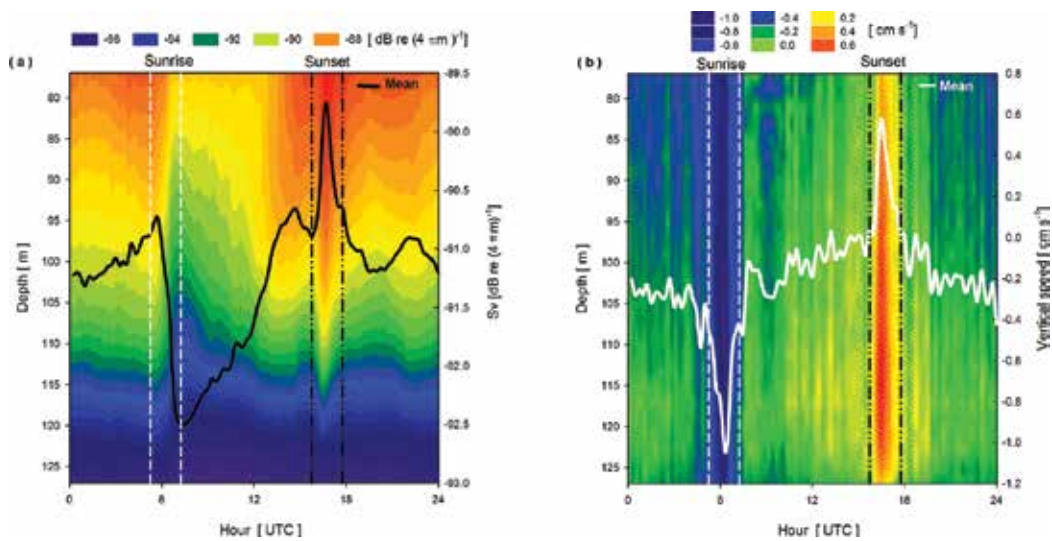 -96 -94 -92 -90 -88 [ dB re (4 πm)⁻¹
(a) Sunrise Sunset
Mean
Depth [ m ]
80
85
90
95
100
105
110
115
120
125
-89.5
-90.0
-90.5
-91.0
-91.5
-92.0
-92.5
-93.0
Sv [dB re (4 πm)⁻¹
0 6 12 18 24
Hour [ UTC ]
-1.0 -0.4 0.2
-0.8 -0.2 0.4 [ cm s⁻¹]
-0.6 0.0 0.6
(b) Sunrise Sunset
Mean
Depth [ m ]
80
85
90
95
100
105
110
115
120
125
0.8
0.6
0.4
0.2
0.0
-0.2
-0.4
-0.6
-0.8
-1.0
-1.2
Vertical speed [ cm s⁻¹]
0 6 12 18 24
Hour [ UTC ]